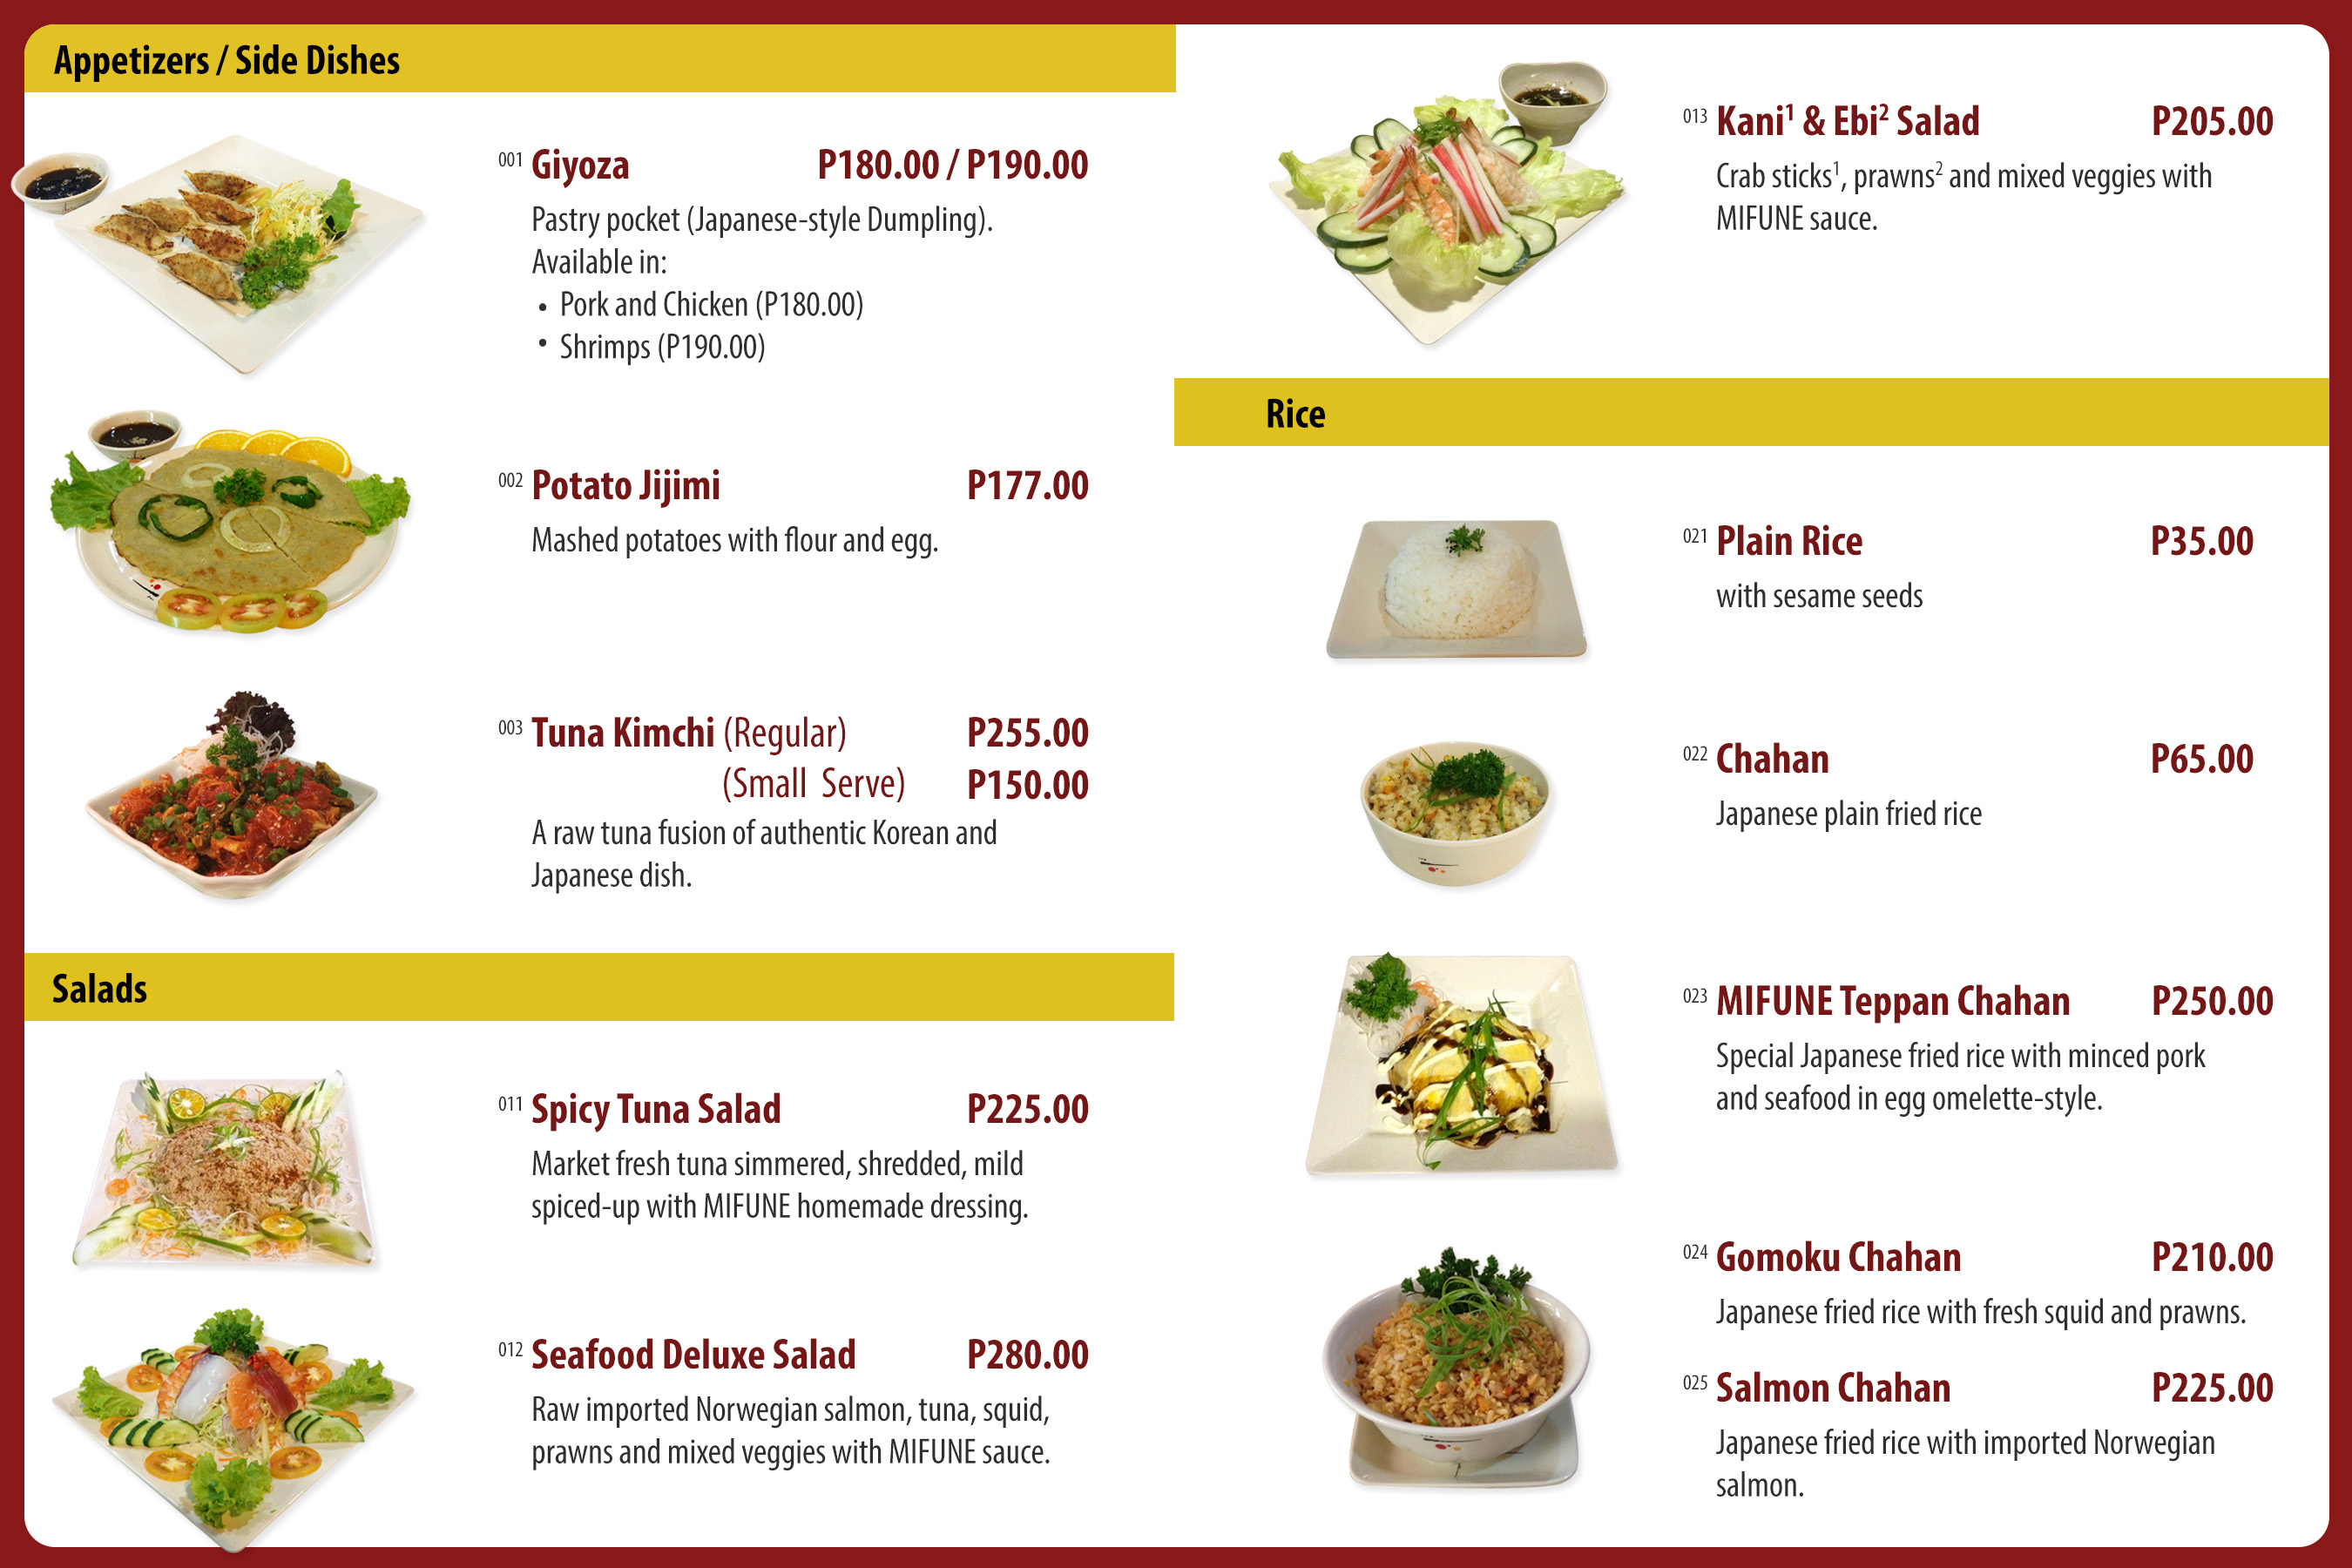 Appetizers / Side Dishes
001 Giyoza P180.00 / P190.00
Pastry pocket (Japanese-style Dumpling).
Available in:
• Pork and Chicken (P180.00)
• Shrimps (P190.00)
002 Potato Jijimi P177.00
Mashed potatoes with flour and egg.
003 Tuna Kimchi (Regular) P255.00
(Small Serve) P150.00
A raw tuna fusion of authentic Korean and
Japanese dish.
Salads
011 Spicy Tuna Salad P225.00
Market fresh tuna simmered, shredded, mild
spiced-up with MIFUNE homemade dressing.
012 Seafood Deluxe Salad P280.00
Raw imported Norwegian salmon, tuna, squid,
prawns and mixed veggies with MIFUNE sauce.
013 Kani¹ & Ebi² Salad P205.00
Crab sticks¹, prawns² and mixed veggies with
MIFUNE sauce.
Rice
021 Plain Rice P35.00
with sesame seeds
022 Chahan P65.00
Japanese plain fried rice
023 MIFUNE Teppan Chahan P250.00
Special Japanese fried rice with minced pork
and seafood in egg omelette-style.
024 Gomoku Chahan P210.00
Japanese fried rice with fresh squid and prawns.
025 Salmon Chahan P225.00
Japanese fried rice with imported Norwegian
salmon.